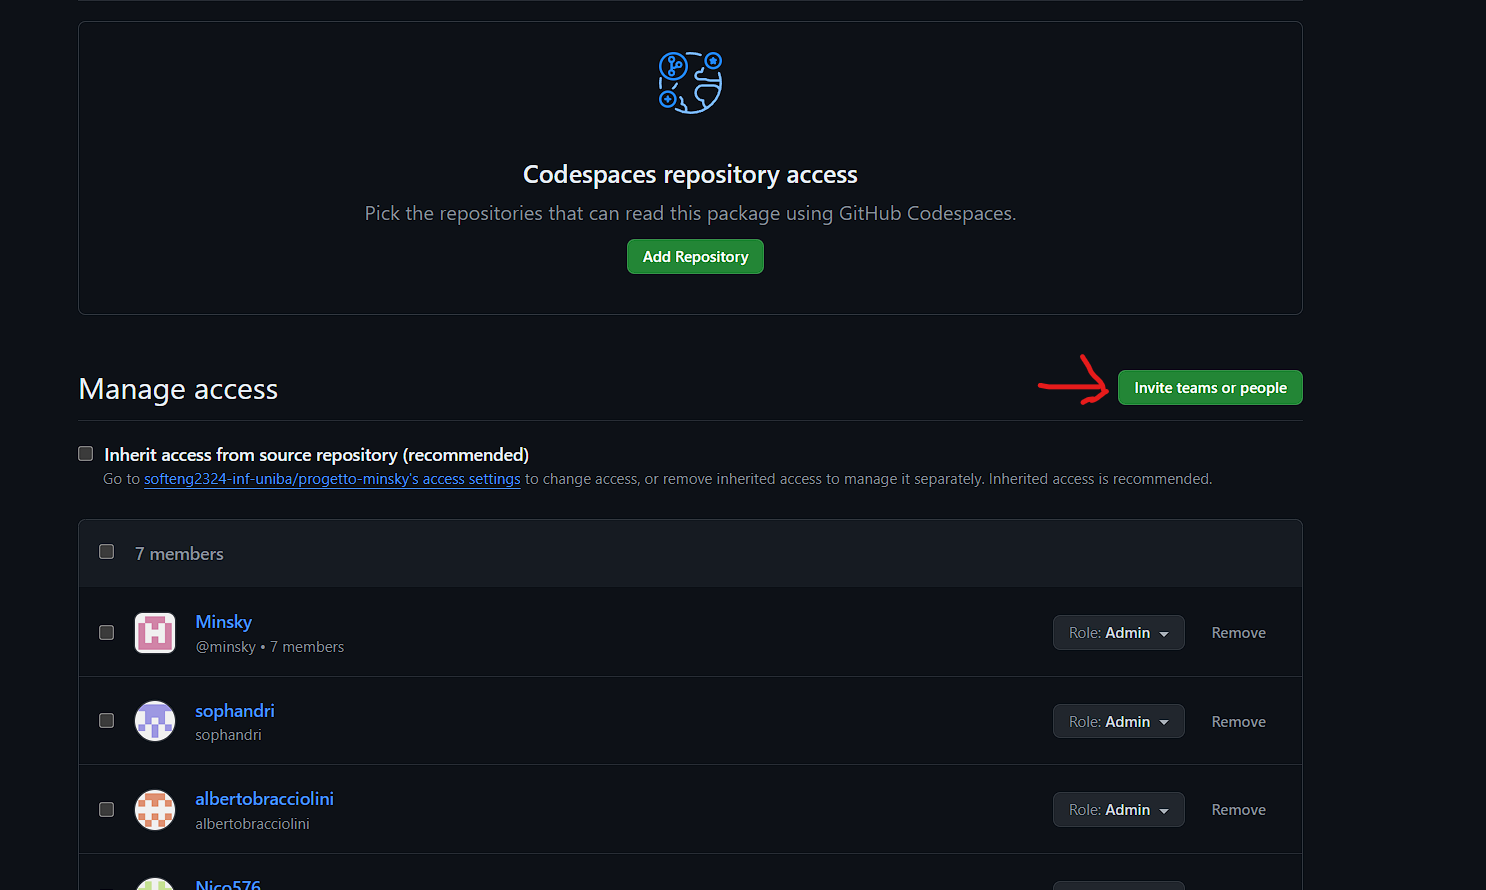 Codespaces repository access
Pick the repositories that can read this package using GitHub Codespaces.
Add Repository
Manage access
Invite teams or people
Inherit access from source repository (recommended)
Go to softeng2324-inf-uniba/progetto-minsky's access settings to change access, or remove inherited access to manage it separately. Inherited access is recommended.
7 members
Minsky
@minsky • 7 members
Role: Admin
Remove
sophandri
sophandri
Role: Admin
Remove
albertobracciolini
albertobracciolini
Role: Admin
Remove
Nico576